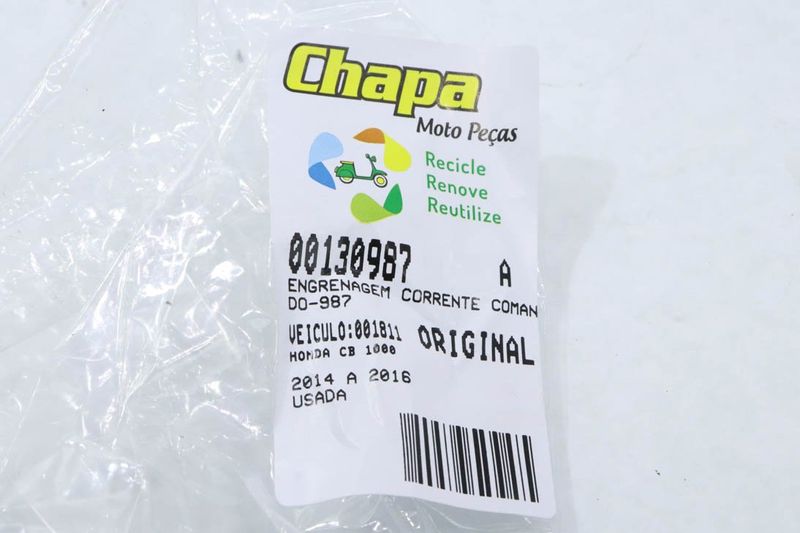 Chapa
Moto Peças
Recicle
Renove
Reutilize
00130987 A
ENGRENAGEM CORRENTE COMAN
DO-987
VEICULO:001811 ORIGINAL
HONDA CB 1000
2014 A 2016
USADA